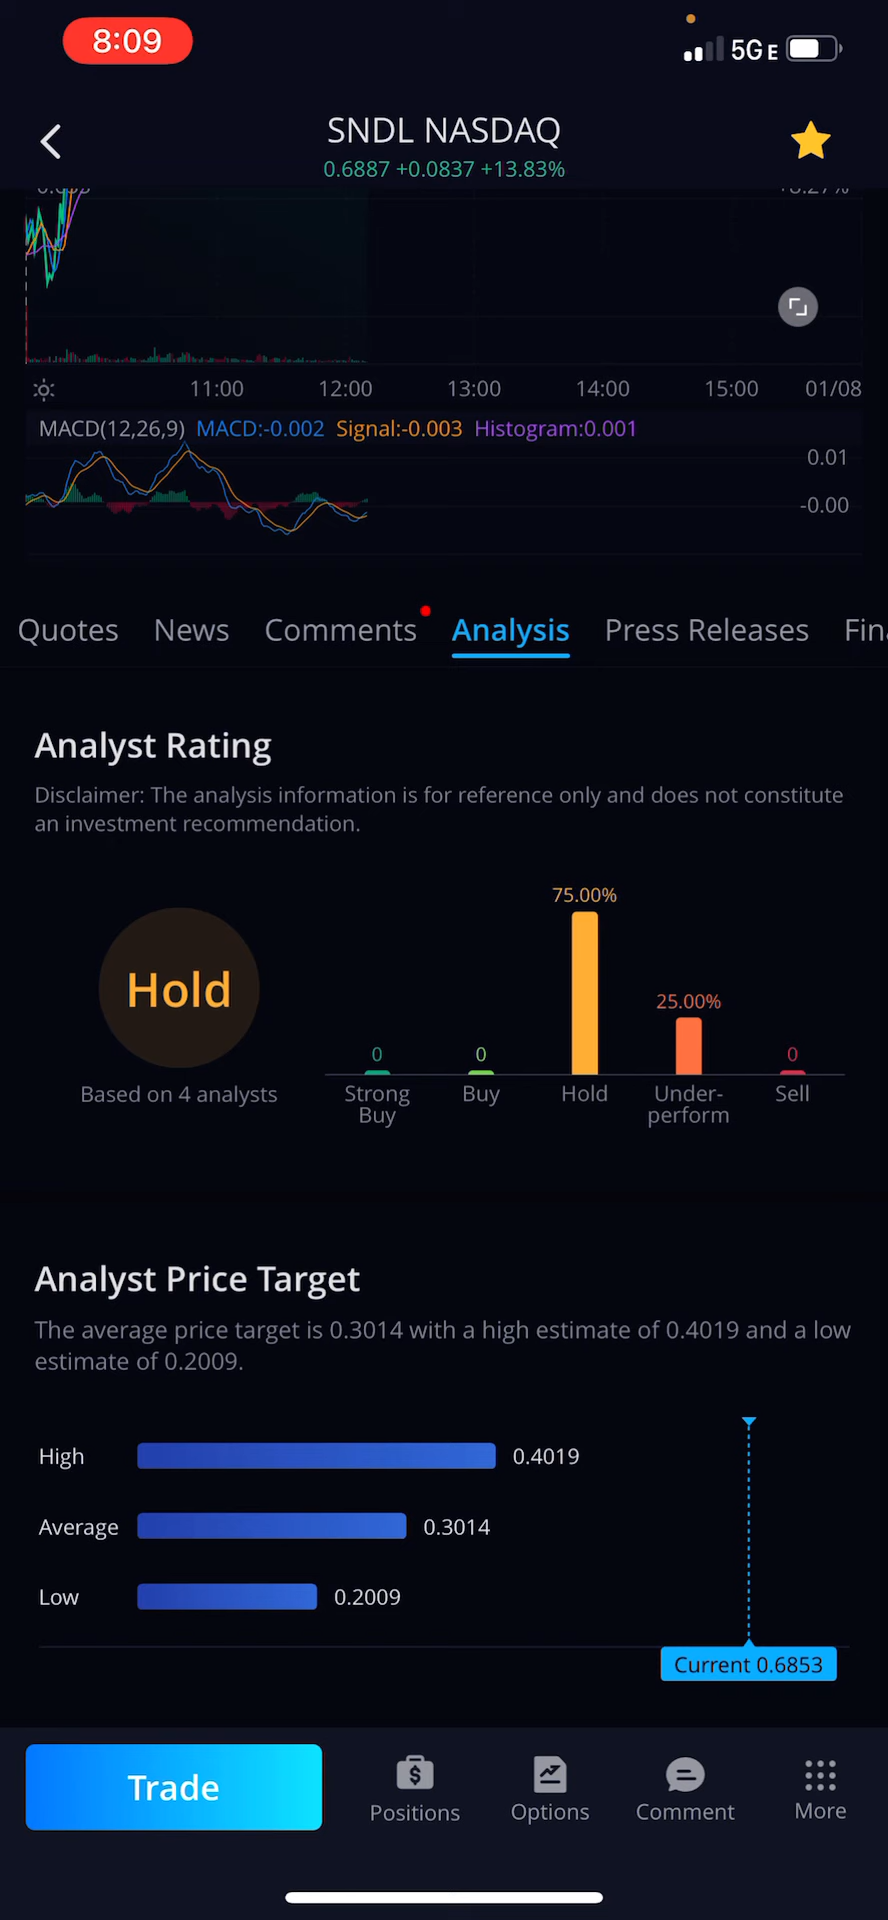 8:09
5GE
SNDL NASDAQ
0.6887 +0.0837 +13.83%
11:00 12:00 13:00 14:00 15:00 01/08
MACD(12,26,9) MACD:-0.002 Signal:-0.003 Histogram:0.001
0.01
-0.00
Quotes News Comments Analysis Press Releases Fin
Analyst Rating
Disclaimer: The analysis information is for reference only and does not constitute
an investment recommendation.
Hold
Based on 4 analysts
75.00%
25.00%
0 0 0
Strong Buy Hold Under- Sell
Buy perform
Analyst Price Target
The average price target is 0.3014 with a high estimate of 0.4019 and a low
estimate of 0.2009.
High 0.4019
Average 0.3014
Low 0.2009
Current 0.6853
Trade
Positions Options Comment More